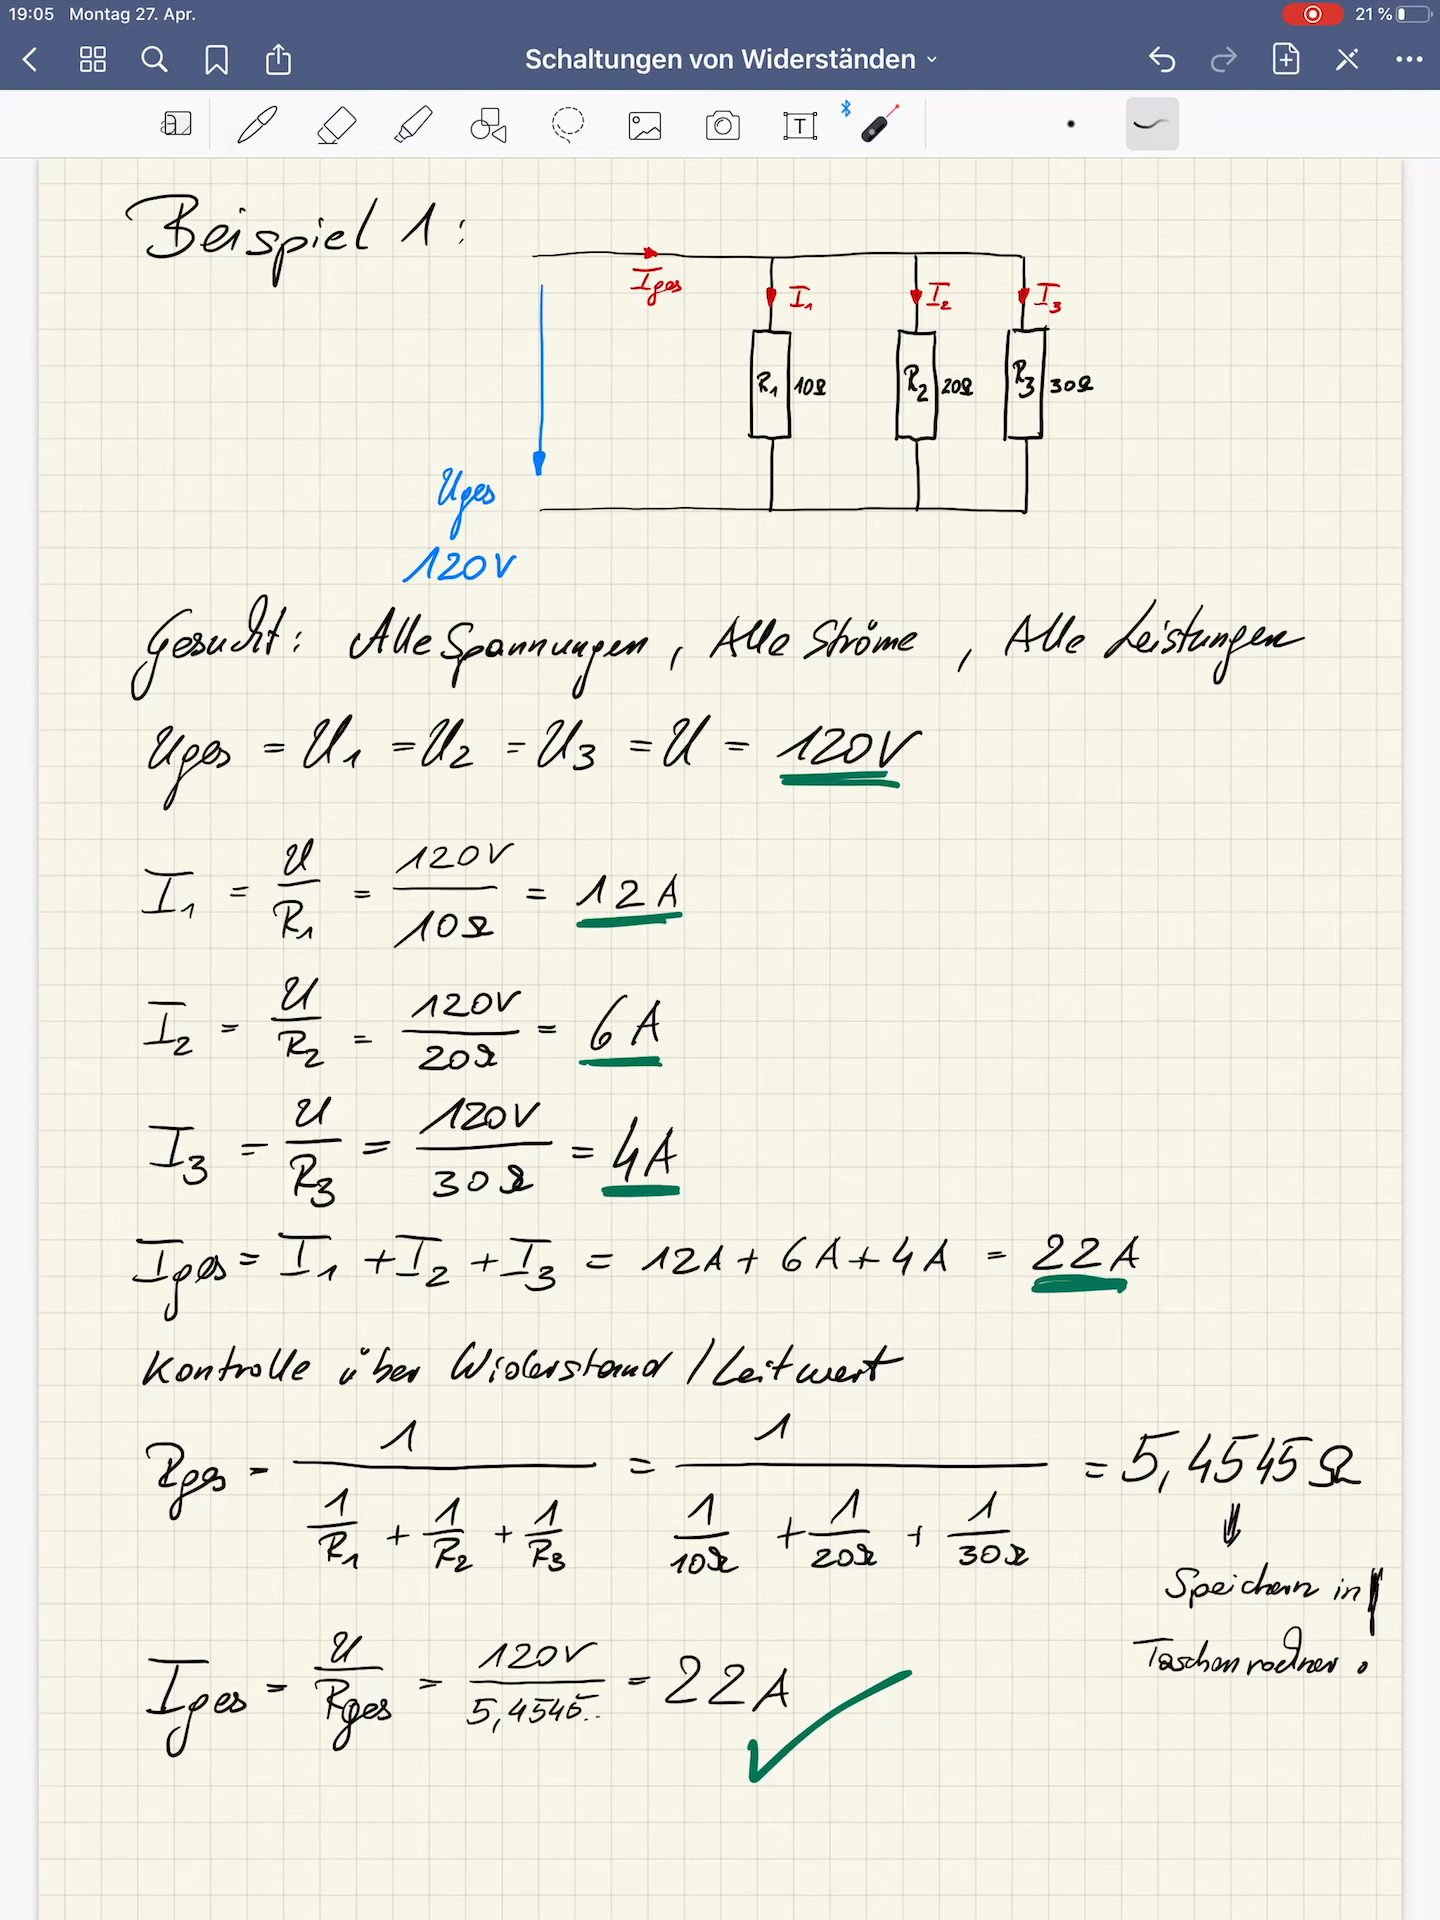 19:05 Montag 27. Apr. 21 %
Schaltungen von Widerständen
T
Beispiel 1:
Iges I₁ I₂ I₃
R₁ 10Ω R₂ 20Ω R₃ 30Ω
Uges
120V
Gesucht: Alle Spannungen, Alle Ströme, Alle Leistungen
Uges = U₁ = U₂ = U₃ = U = 120V
I₁ = U/R₁ = 120V/10Ω = 12A
I₂ = U/R₂ = 120V/20Ω = 6A
I₃ = U/R₃ = 120V/30Ω = 4A
Iges = I₁ + I₂ + I₃ = 12A + 6A + 4A = 22A
Kontrolle über Widerstand / Leitwert
Rges = 1/(1/R₁ + 1/R₂ + 1/R₃) = 1/(1/10Ω + 1/20Ω + 1/30Ω) = 5,4545Ω
Speichern in
Taschenrechner.
Iges = U/Rges = 120V/5,4545.. = 22A